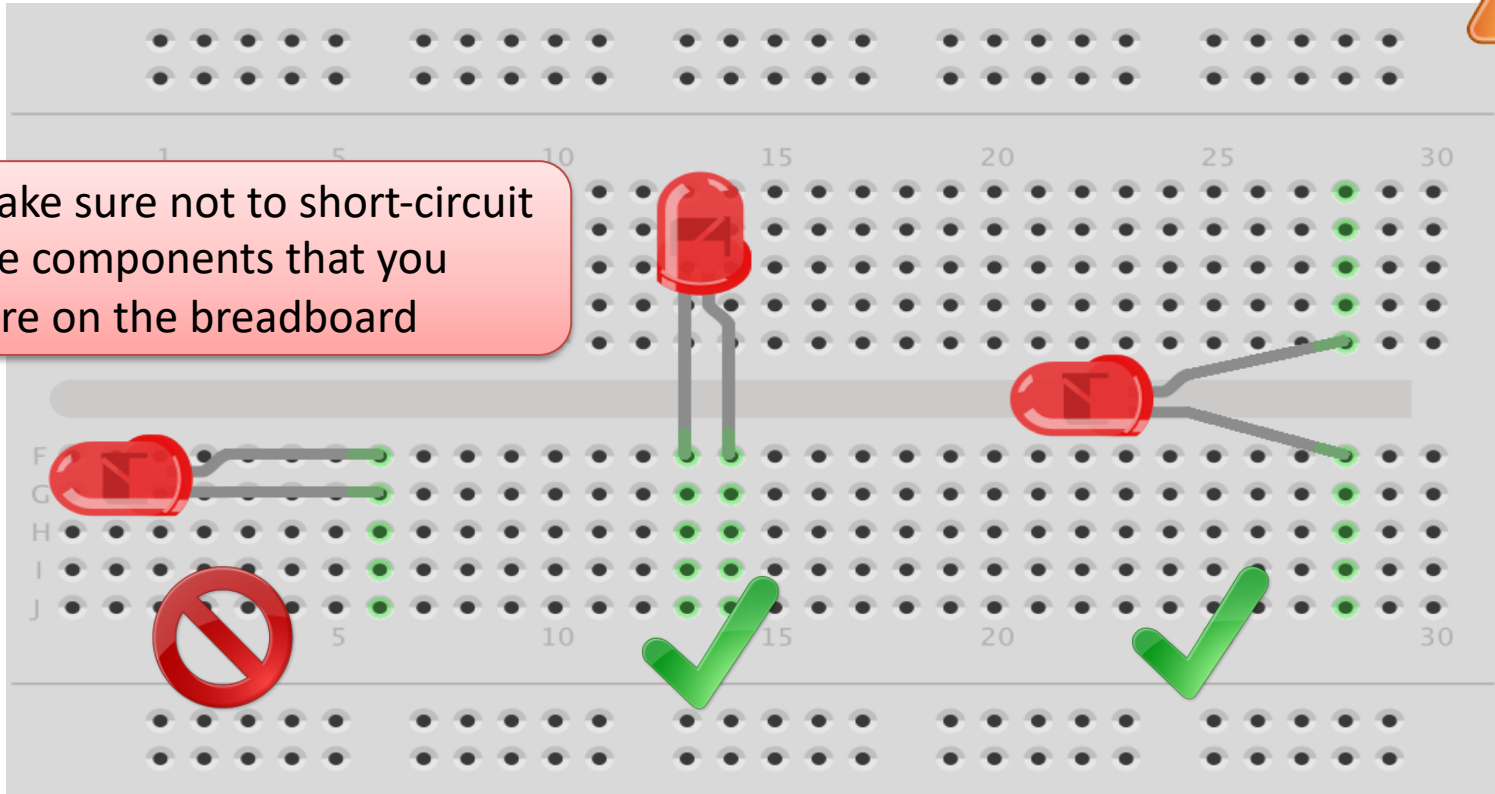 1 5 10 15 20 25 30
ake sure not to short-circuit
e components that you
re on the breadboard
F
G
H
I
J
5 10 15 20 30